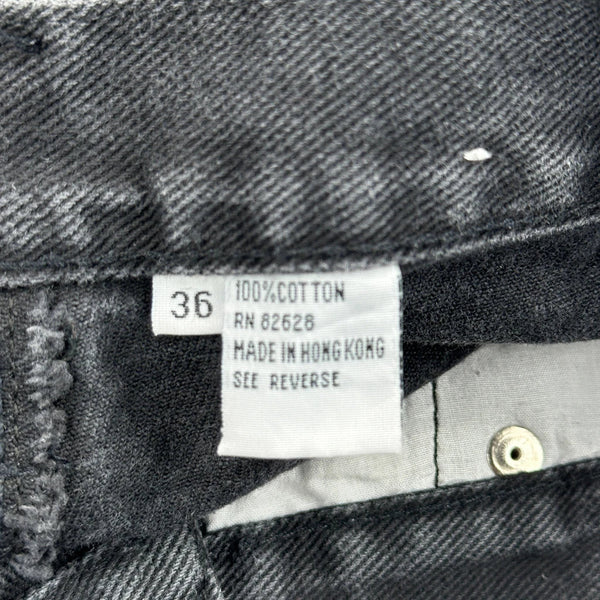 36
100%COTTON
RN 82628
MADE IN HONG KONG
SEE REVERSE